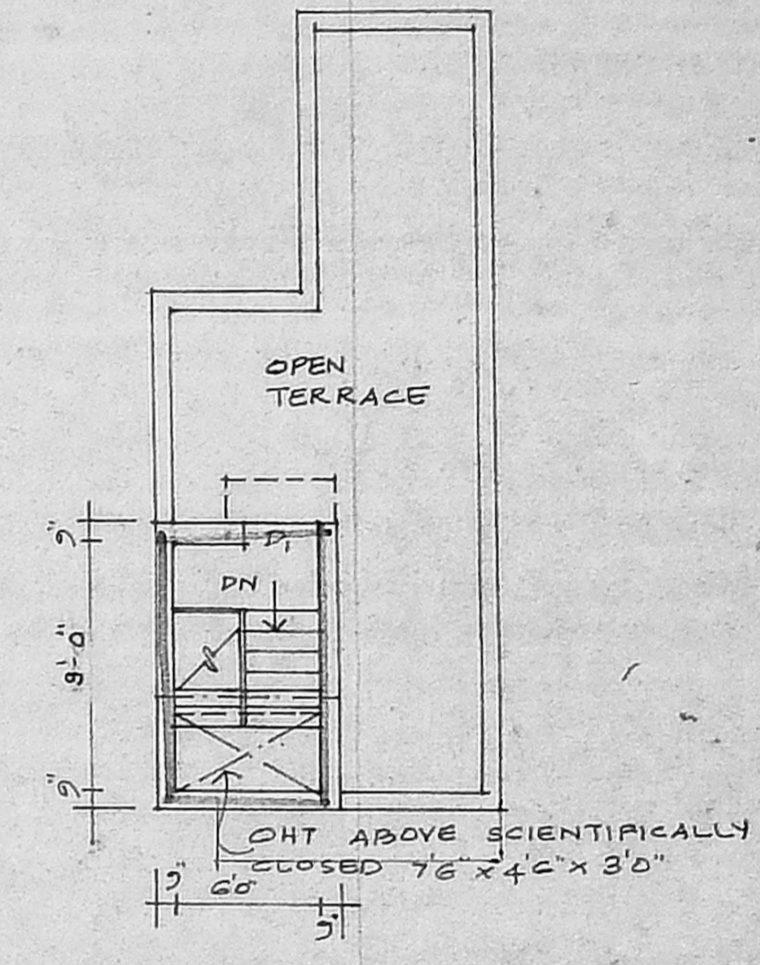 OPEN
TERRACE
9"
D1
DN
9'-0"
9"
OHT ABOVE SCIENTIFICALLY
CLOSED 7'6" x 4'6" x 3'0"
9"
6'0"
9"